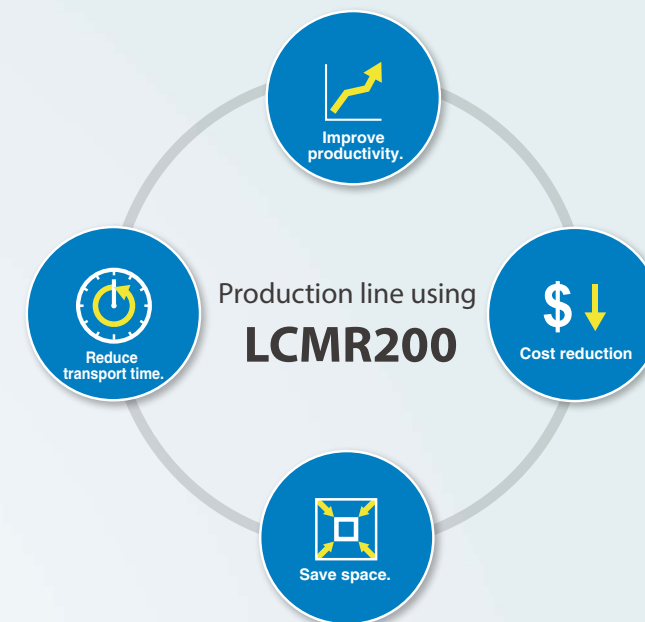 Improve
productivity.
Reduce
transport time.
Production line using
LCMR200
$
Cost reduction
Save space.